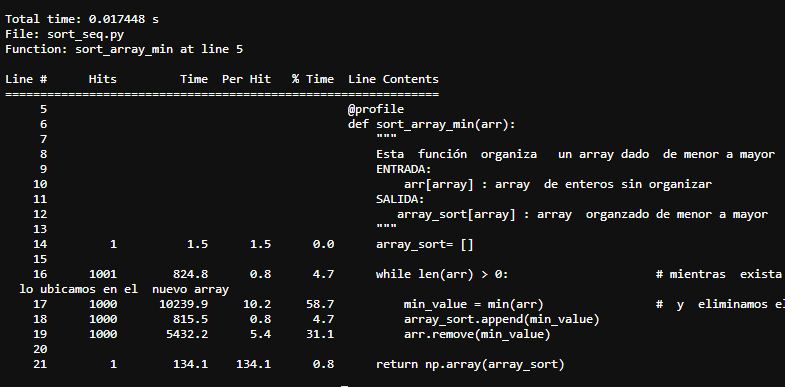 Total time: 0.017448 s
File: sort_seq.py
Function: sort_array_min at line 5
Line #      Hits         Time  Per Hit   % Time  Line Contents
==============================================================
     5                                           @profile
     6                                           def sort_array_min(arr):
     7                                               """
     8                                               Esta  función  organiza   un array dado  de menor a mayor
     9                                               ENTRADA:
    10                                                   arr[array] : array  de enteros sin organizar
    11                                               SALIDA:
    12                                                  array_sort[array] : array  organzado de menor a mayor
    13                                               """
    14         1          1.5      1.5      0.0      array_sort= []
    15
    16      1001        824.8      0.8      4.7      while len(arr) > 0:                 # mientras  exista
  lo ubicamos en el  nuevo array
    17      1000      10239.9     10.2     58.7          min_value = min(arr)            #  y  eliminamos el
    18      1000        815.5      0.8      4.7          array_sort.append(min_value)
    19      1000       5432.2      5.4     31.1          arr.remove(min_value)
    20
    21         1        134.1    134.1      0.8      return np.array(array_sort)